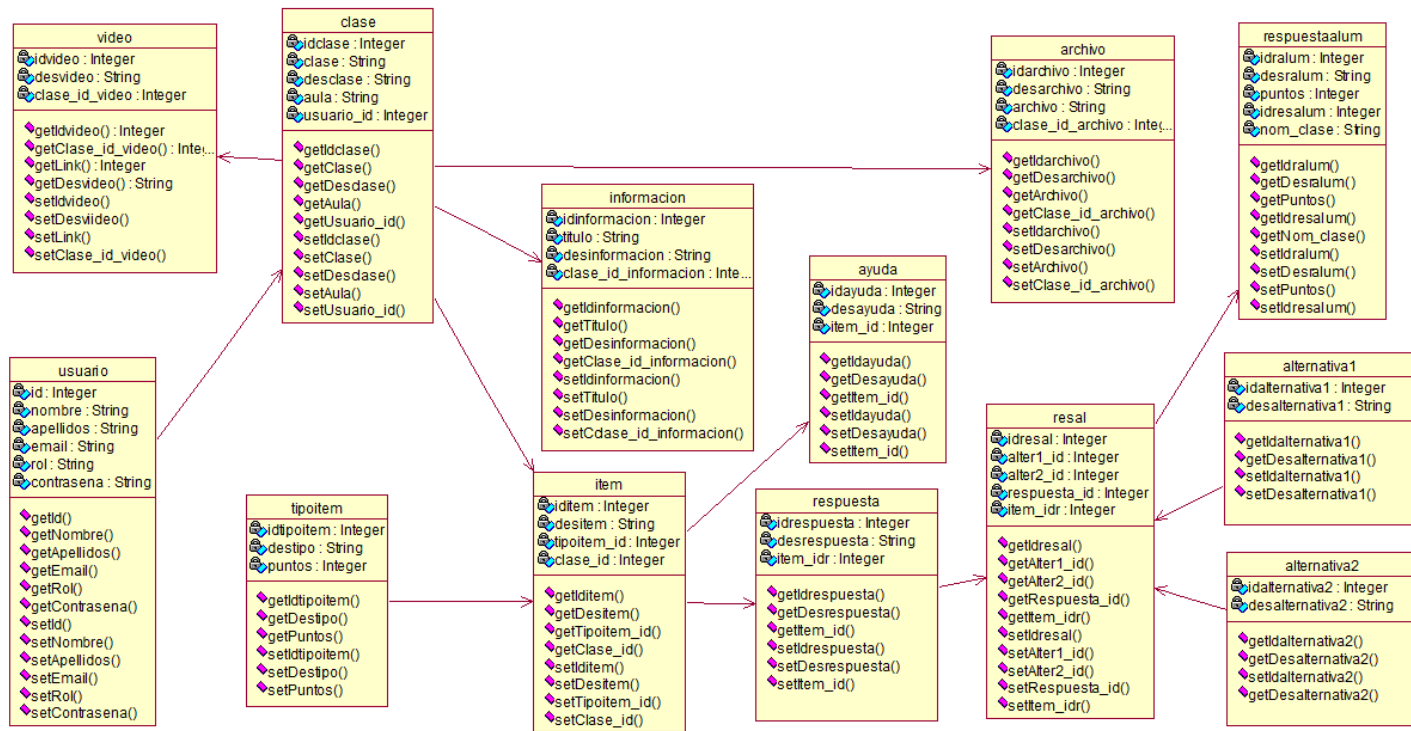 video
idvideo : Integer
desvideo : String
clase_id_video : Integer
getIdvideo() : Integer
getClase_id_video() : Integ...
getLink() : Integer
getDesvideo() : String
setIdvideo()
setDesviideo()
setLink()
setClase_id_video()
clase
idclase : Integer
clase : String
desclase : String
aula : String
usuario_id : Integer
getIdclase()
getClase()
getDesclase()
getAula()
getUsuario_id()
setIdclase()
setClase()
setDesclase()
setAula()
setUsuario_id()
archivo
idarchivo : Integer
desarchivo : String
archivo : String
clase_id_archivo : Integ...
getIdarchivo()
getDesarchivo()
getArchivo()
getClase_id_archivo()
setIdarchivo()
setDesarchivo()
setArchivo()
setClase_id_archivo()
respuestaalum
idralum : Integer
desralum : String
puntos : Integer
idresalum : Integer
nom_clase : String
getIdralum()
getDesralum()
getPuntos()
getIdresalum()
getNom_clase()
setIdralum()
setDesralum()
setPuntos()
setIdresalum()
informacion
idinformacion : Integer
titulo : String
desinformacion : String
clase_id_informacion : Inte...
getIdinformacion()
getTitulo()
getDesinformacion()
getClase_id_informacion()
setIdinformacion()
setTitulo()
setDesinformacion()
setCclase_id_informacion()
ayuda
idayuda : Integer
desayuda : String
item_id : Integer
getIdayuda()
getDesayuda()
getItem_id()
setIdayuda()
setDesayuda()
setItem_id()
usuario
id : Integer
nombre : String
apellidos : String
email : String
rol : String
contrasena : String
getId()
getNombre()
getApellidos()
getEmail()
getRol()
getContrasena()
setId()
setNombre()
setApellidos()
setEmail()
setRol()
setContrasena()
tipoitem
idtipoitem : Integer
destipo : String
puntos : Integer
getIdtipoitem()
getDestipo()
getPuntos()
setIdtipoitem()
setDestipo()
setPuntos()
item
iditem : Integer
desitem : String
tipoitem_id : Integer
clase_id : Integer
getIditem()
getDesitem()
getTipoitem_id()
getClase_id()
setIditem()
setDesitem()
setTipoitem_id()
setClase_id()
respuesta
idrespuesta : Integer
desrespuesta : String
item_idr : Integer
getIdrespuesta()
getDesrespuesta()
getItem_id()
setIdrespuesta()
setDesrespuesta()
setItem_id()
resal
idresal : Integer
alter1_id : Integer
alter2_id : Integer
respuesta_id : Integer
item_idr : Integer
getIdresal()
getAlter1_id()
getAlter2_id()
getRespuesta_id()
getItem_idr()
setIdresal()
setAlter1_id()
setAlter2_id()
setRespuesta_id()
setItem_idr()
alternativa1
idalternativa1 : Integer
desalternativa1 : String
getIdalternativa1()
getDesalternativa1()
setIdalternativa1()
setDesalternativa1()
alternativa2
idalternativa2 : Integer
desalternativa2 : String
getIdalternativa2()
getDesalternativa2()
setIdalternativa2()
getDesalternativa2()